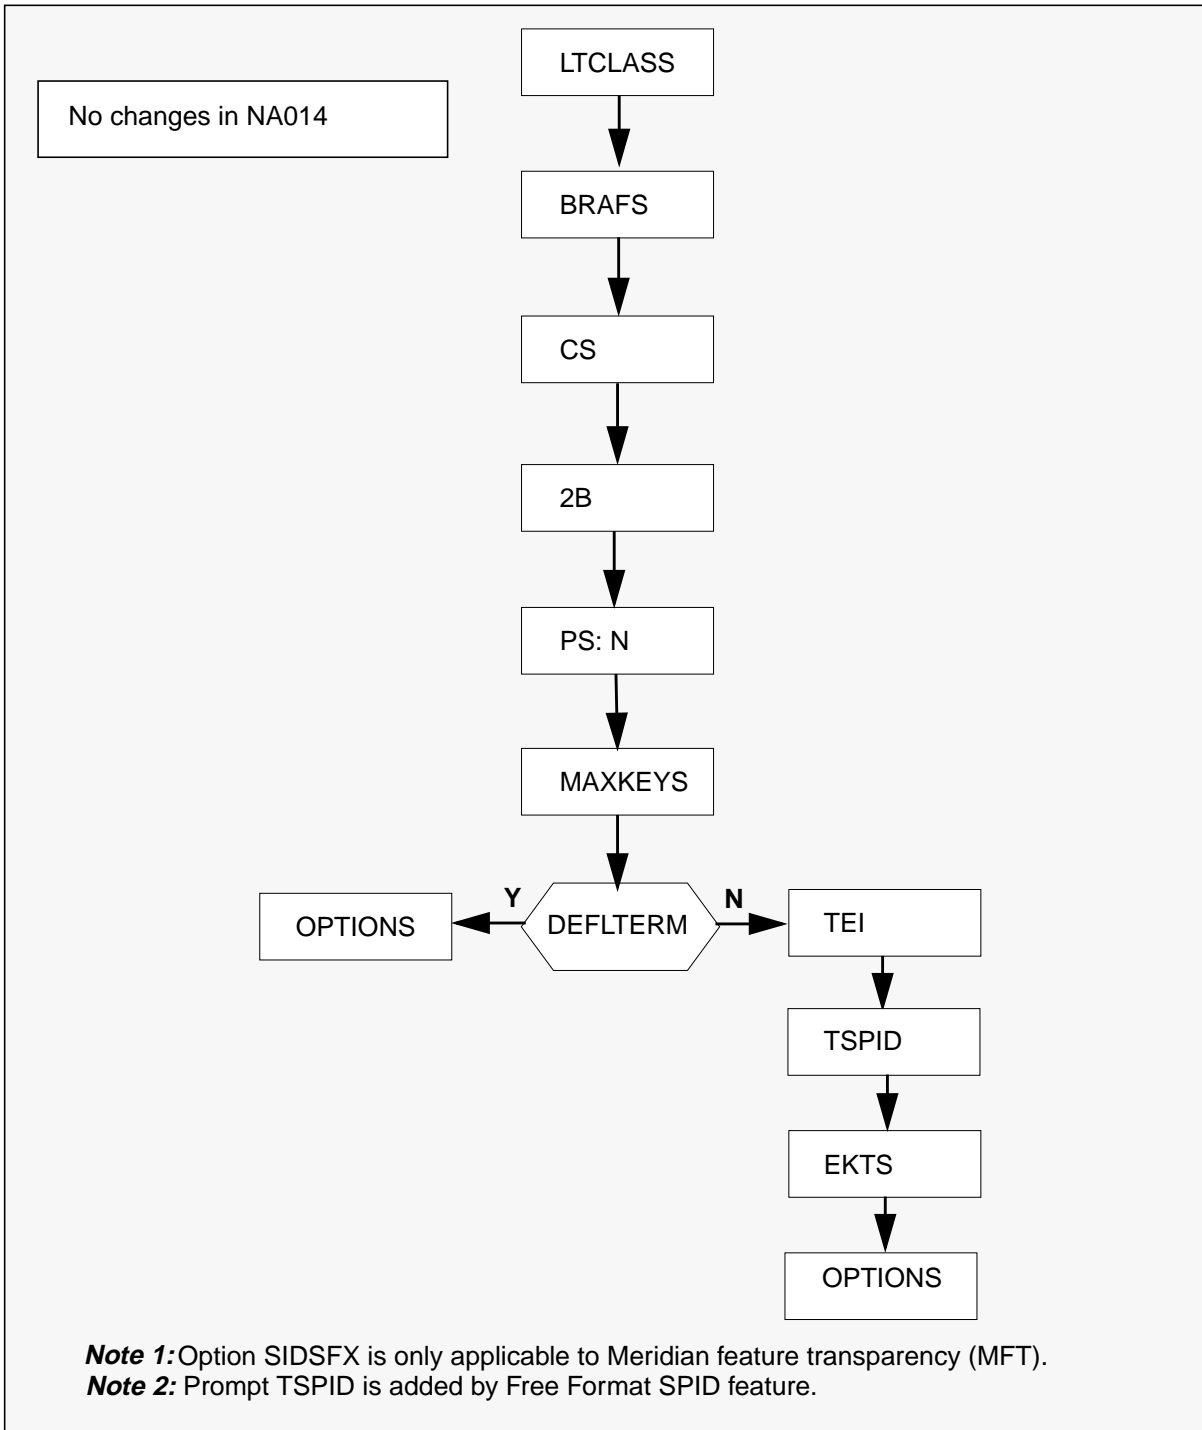 LTCLASS
No changes in NA014
BRAFS
CS
2B
PS: N
MAXKEYS
Y
N
OPTIONS
DEFLTERM
TEI
TSPID
EKTS
OPTIONS
Note 1: Option SIDSFX is only applicable to Meridian feature transparency (MFT).
Note 2: Prompt TSPID is added by Free Format SPID feature.